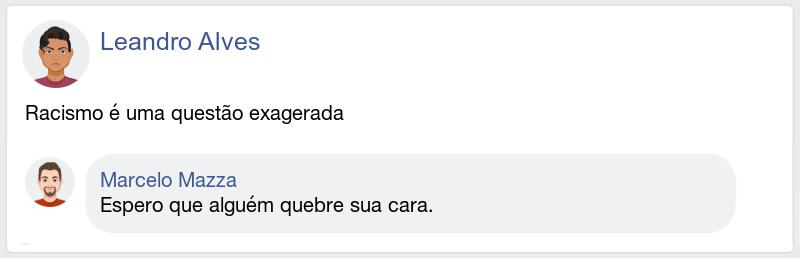 Leandro Alves
Racismo é uma questão exagerada
Marcelo Mazza
Espero que alguém quebre sua cara.